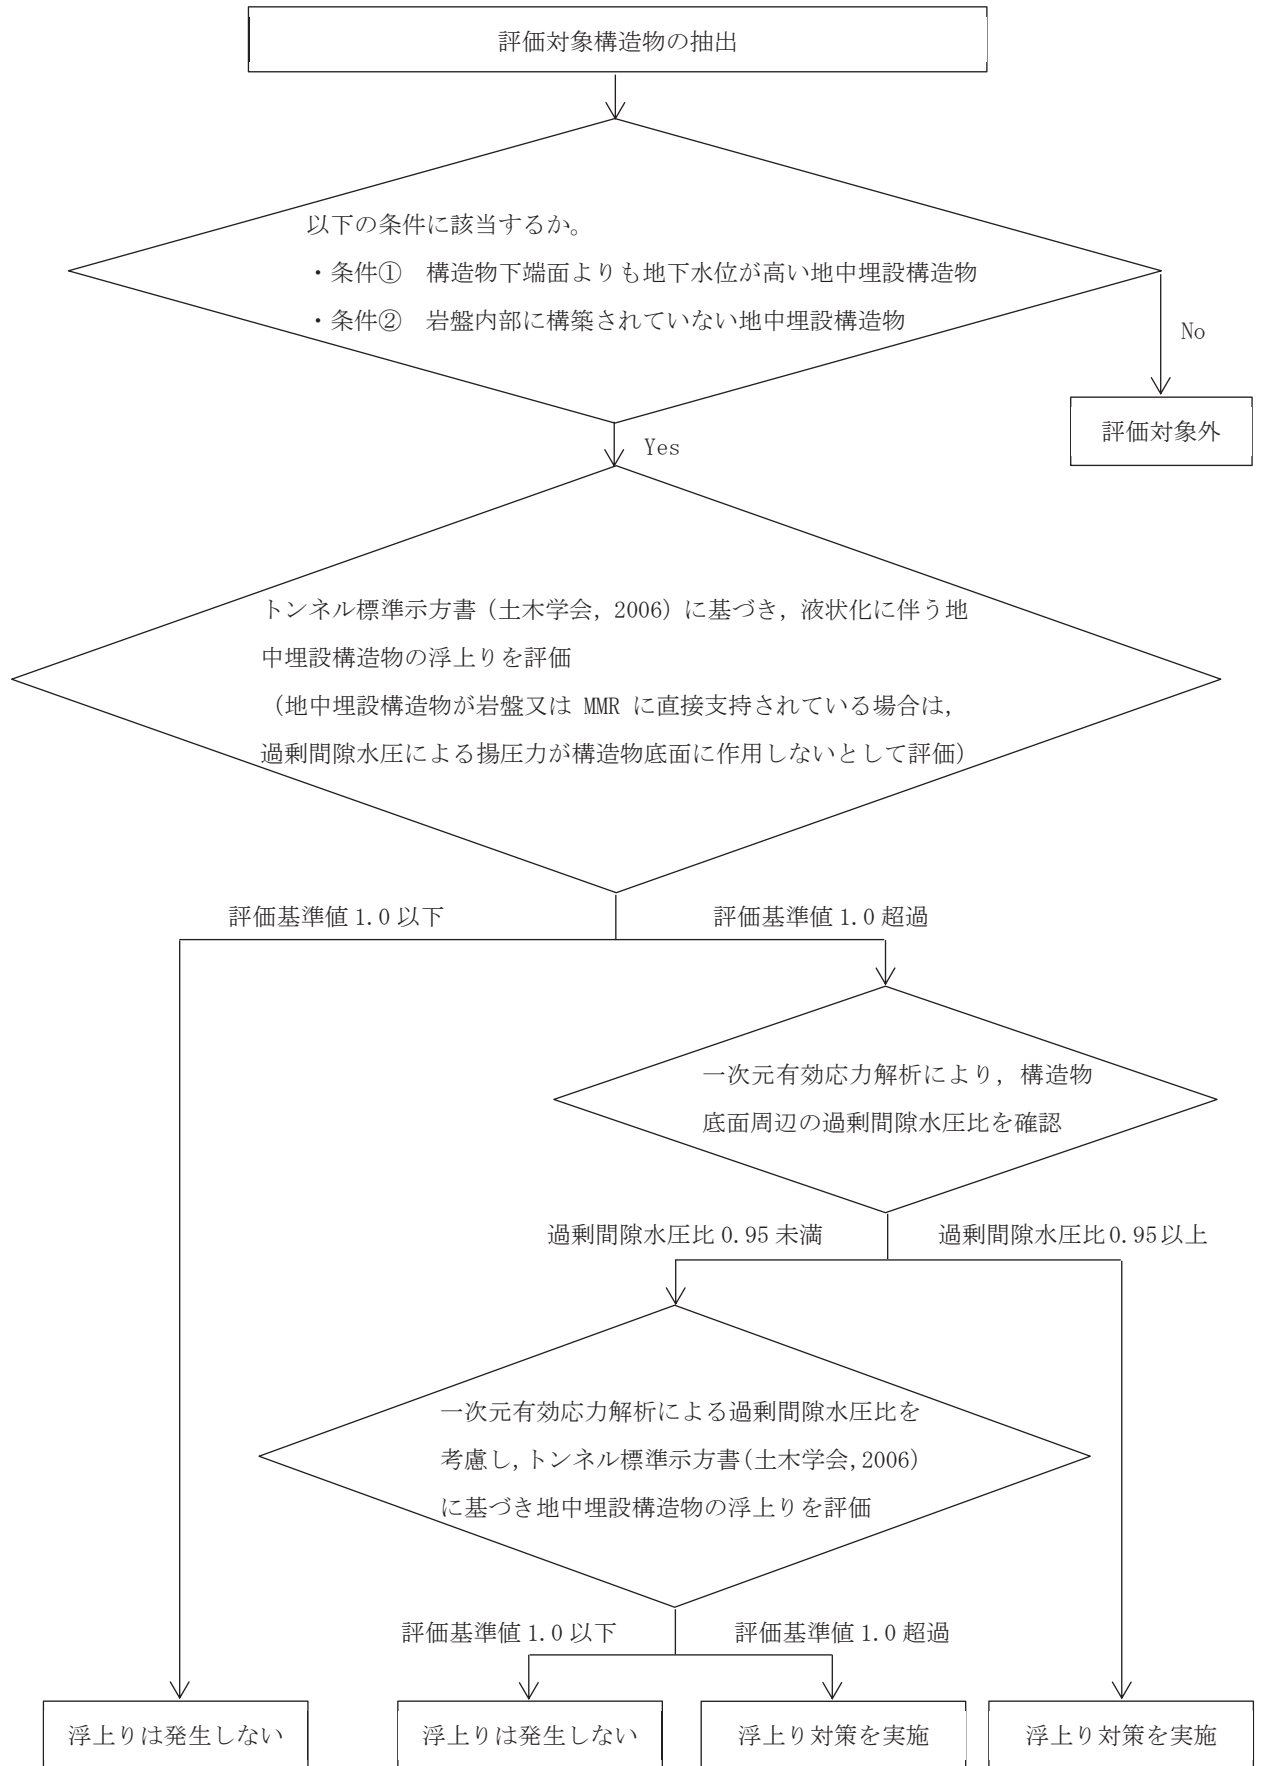 評価対象構造物の抽出
以下の条件に該当するか。
・条件① 構造物下端面よりも地下水位が高い地中埋設構造物
・条件② 岩盤内部に構築されていない地中埋設構造物
No
評価対象外
Yes
トンネル標準示方書（土木学会, 2006）に基づき, 液状化に伴う地
中埋設構造物の浮上りを評価
（地中埋設構造物が岩盤又は MMR に直接支持されている場合は,
過剰間隙水圧による揚圧力が構造物底面に作用しないとして評価）
評価基準値 1.0 以下
評価基準値 1.0 超過
一次元有効応力解析により, 構造物
底面周辺の過剰間隙水圧比を確認
過剰間隙水圧比 0.95 未満
過剰間隙水圧比 0.95 以上
一次元有効応力解析による過剰間隙水圧比を
考慮し, トンネル標準示方書（土木学会, 2006）
に基づき地中埋設構造物の浮上りを評価
評価基準値 1.0 以下
評価基準値 1.0 超過
浮上りは発生しない
浮上りは発生しない
浮上り対策を実施
浮上り対策を実施